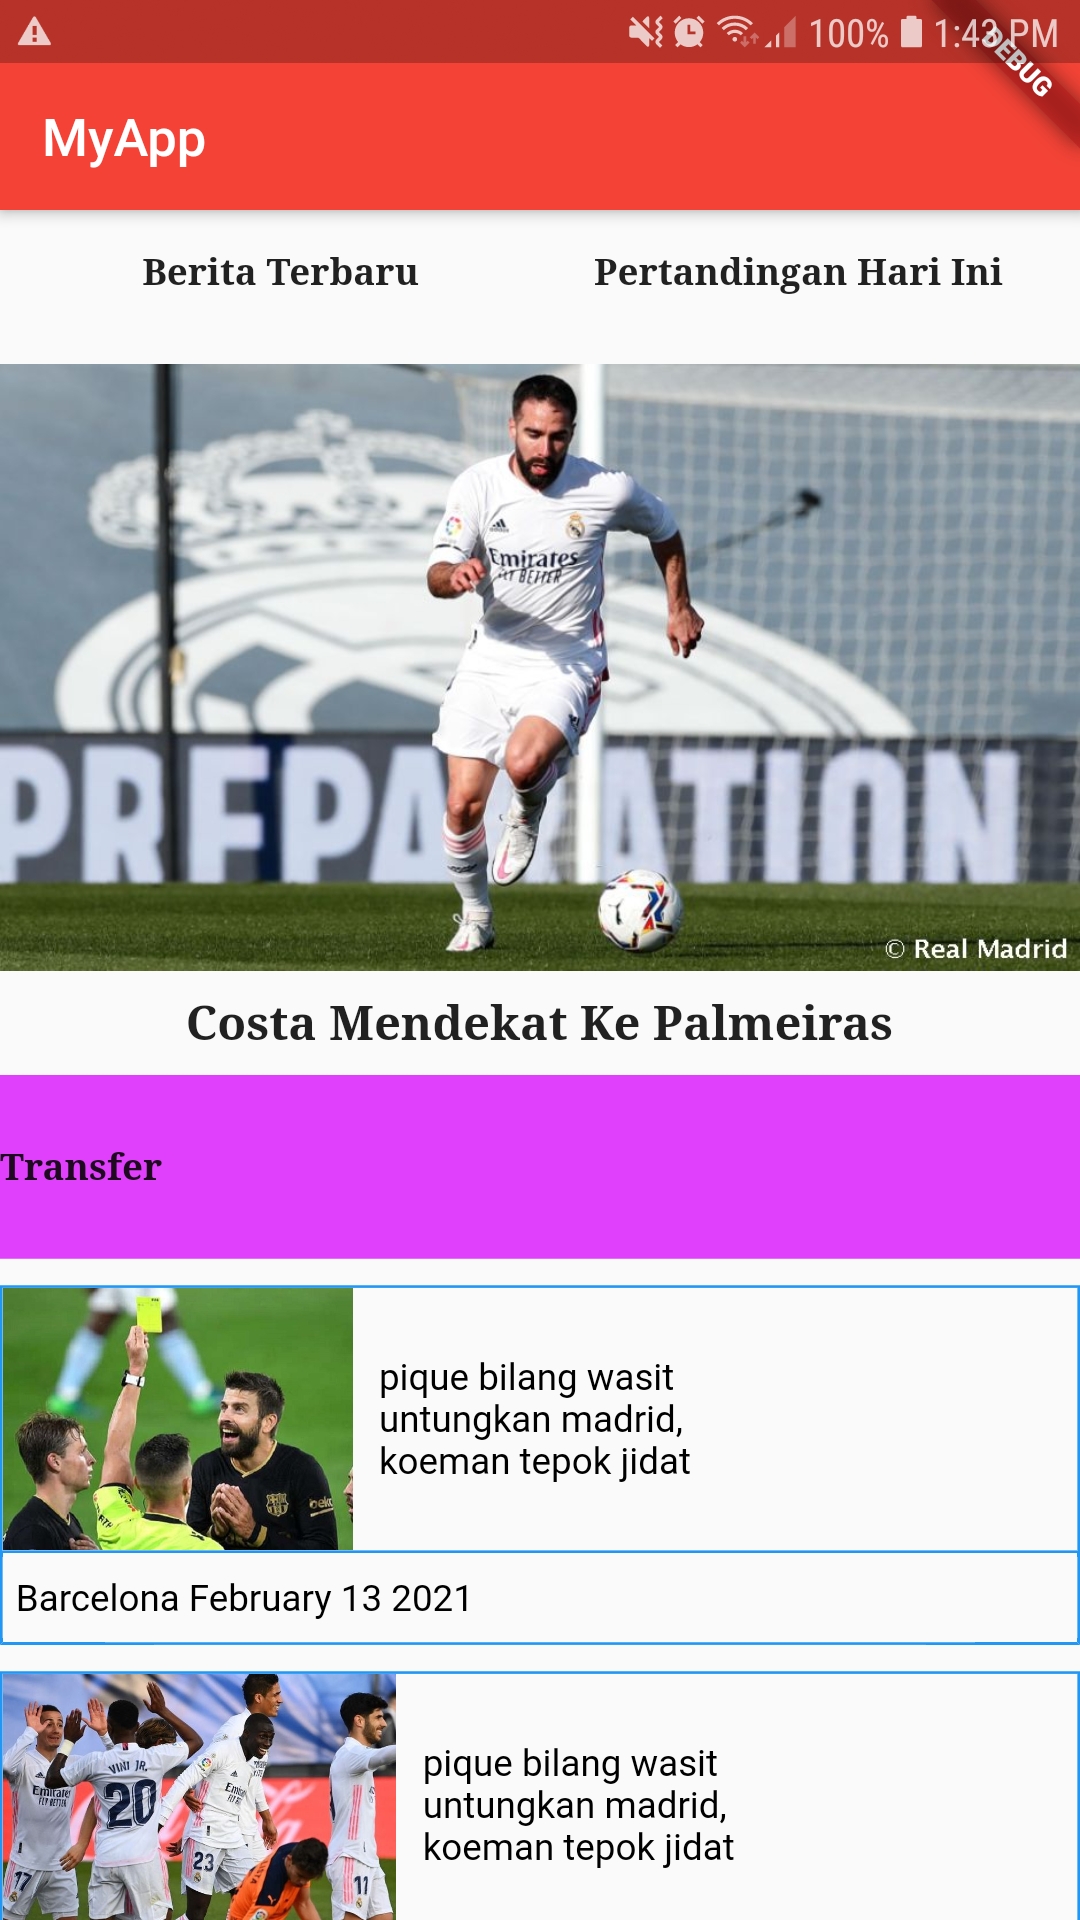 100% 1:43 PM
DEBUG
MyApp
Berita Terbaru Pertandingan Hari Ini
Emirates
FLY BETTER
PREPARATION
© Real Madrid
Costa Mendekat Ke Palmeiras
Transfer
pique bilang wasit
untungkan madrid,
koeman tepok jidat
beko
Barcelona February 13 2021
VINI JR.
20
Emirates
FLY BETTER
23
17
11
pique bilang wasit
untungkan madrid,
koeman tepok jidat